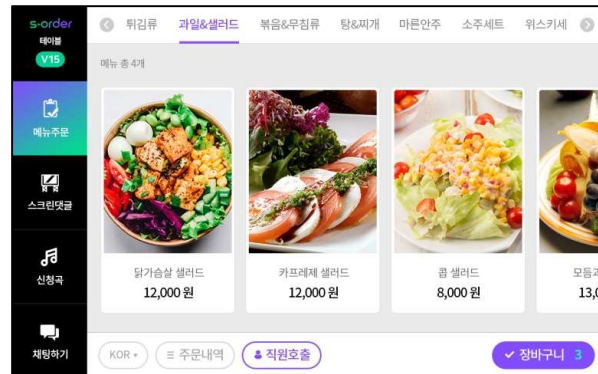 s-order
테이블
V15
메뉴주문
스크린댓글
신청곡
채팅하기
튀김류 과일&샐러드 볶음&무침류 탕&찌개 마른안주 소주세트 위스키세
메뉴 총 4개
닭가슴살 샐러드
12,000 원
카프레제 샐러드
12,000 원
콥 샐러드
8,000 원
모듬과
13,0
KOR
주문내역
직원호출
장바구니 3